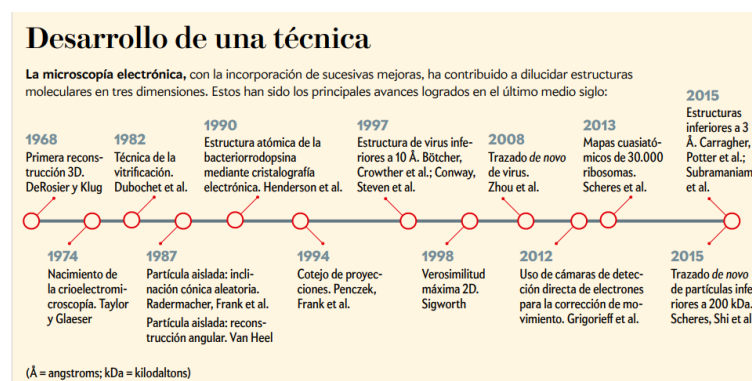 Desarrollo de una técnica
La microscopía electrónica, con la incorporación de sucesivas mejoras, ha contribuido a dilucidar estructuras
moleculares en tres dimensiones. Estos han sido los principales avances logrados en el último medio siglo:
1968
Primera recons-
trucción 3D.
DeRosier y Klug
1974
Nacimiento de
la crioelectromi-
croscopía. Taylor
y Glaeser
1982
Técnica de la
vitrificación.
Dubochet et al.
1987
Partícula aislada: incli-
nación cónica aleatoria.
Radermacher, Frank et al.
Partícula aislada: recons-
trucción angular. Van Heel
1990
Estructura atómica de la
bacteriorrodopsina
mediante cristalografía
electrónica. Henderson et al.
1994
Cotejo de proyec-
ciones. Penczek,
Frank et al.
1997
Estructura de virus infe-
riores a 10 Å. Bötcher,
Crowther et al.; Conway,
Steven et al.
1998
Verosimilitud
máxima 2D.
Sigworth
2008
Trazado de novo
de virus.
Zhou et al.
2012
Uso de cámaras de detec-
ción directa de electrones
para la corrección de mo-
vimiento. Grigorieff et al.
2013
Mapas cuasiató-
micos de 30.000
ribosomas.
Scheres et al.
2015
Estructuras
inferiores a 3
Å. Carragher,
Potter et al.;
Subramaniam
et al.
2015
Trazado de novo
de partículas infe
riores a 200 kDa.
Scheres, Shi et al
(Å = angstroms; kDa = kilodaltons)